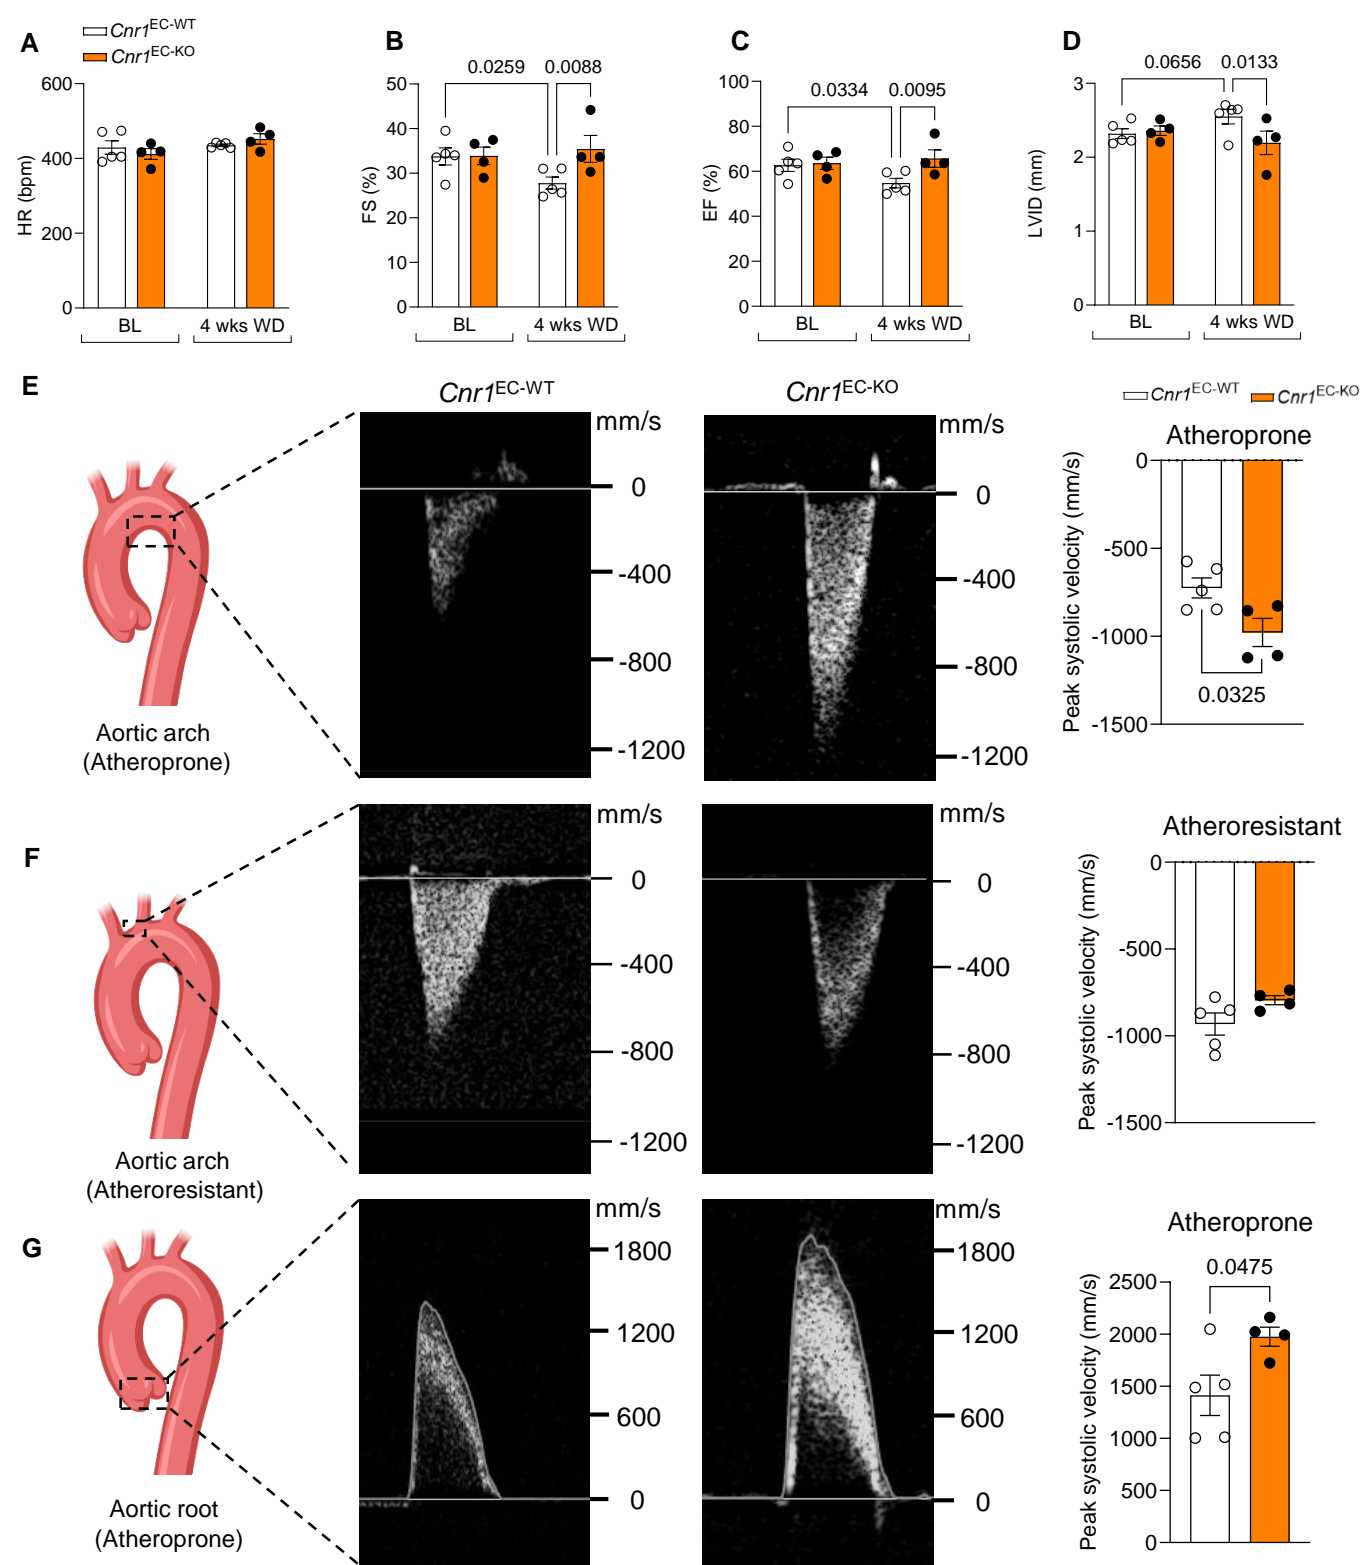 Cnr1EC-WT
Cnr1EC-KO
A
HR (bpm)
600
400
200
0
BL
4 wks WD
B
0.0259
0.0088
FS (%)
50
40
30
20
10
0
BL
4 wks WD
C
0.0334
0.0095
EF (%)
100
80
60
40
20
0
BL
4 wks WD
D
0.0656
0.0133
LVID (mm)
3
2
1
0
BL
4 wks WD
E
Aortic arch
(Atheroprone)
Cnr1EC-WT
mm/s
0
-400
-800
-1200
Cnr1EC-KO
mm/s
0
-400
-800
-1200
Cnr1EC-WT
Cnr1EC-KO
Atheroprone
Peak systolic velocity (mm/s)
0
-500
-1000
-1500
0.0325
F
Aortic arch
(Atheroresistant)
mm/s
0
-400
-800
-1200
mm/s
0
-400
-800
-1200
Atheroresistant
Peak systolic velocity (mm/s)
0
-500
-1000
-1500
G
Aortic root
(Atheroprone)
mm/s
1800
1200
600
0
mm/s
1800
1200
600
0
Atheroprone
0.0475
Peak systolic velocity (mm/s)
2500
2000
1500
1000
500
0